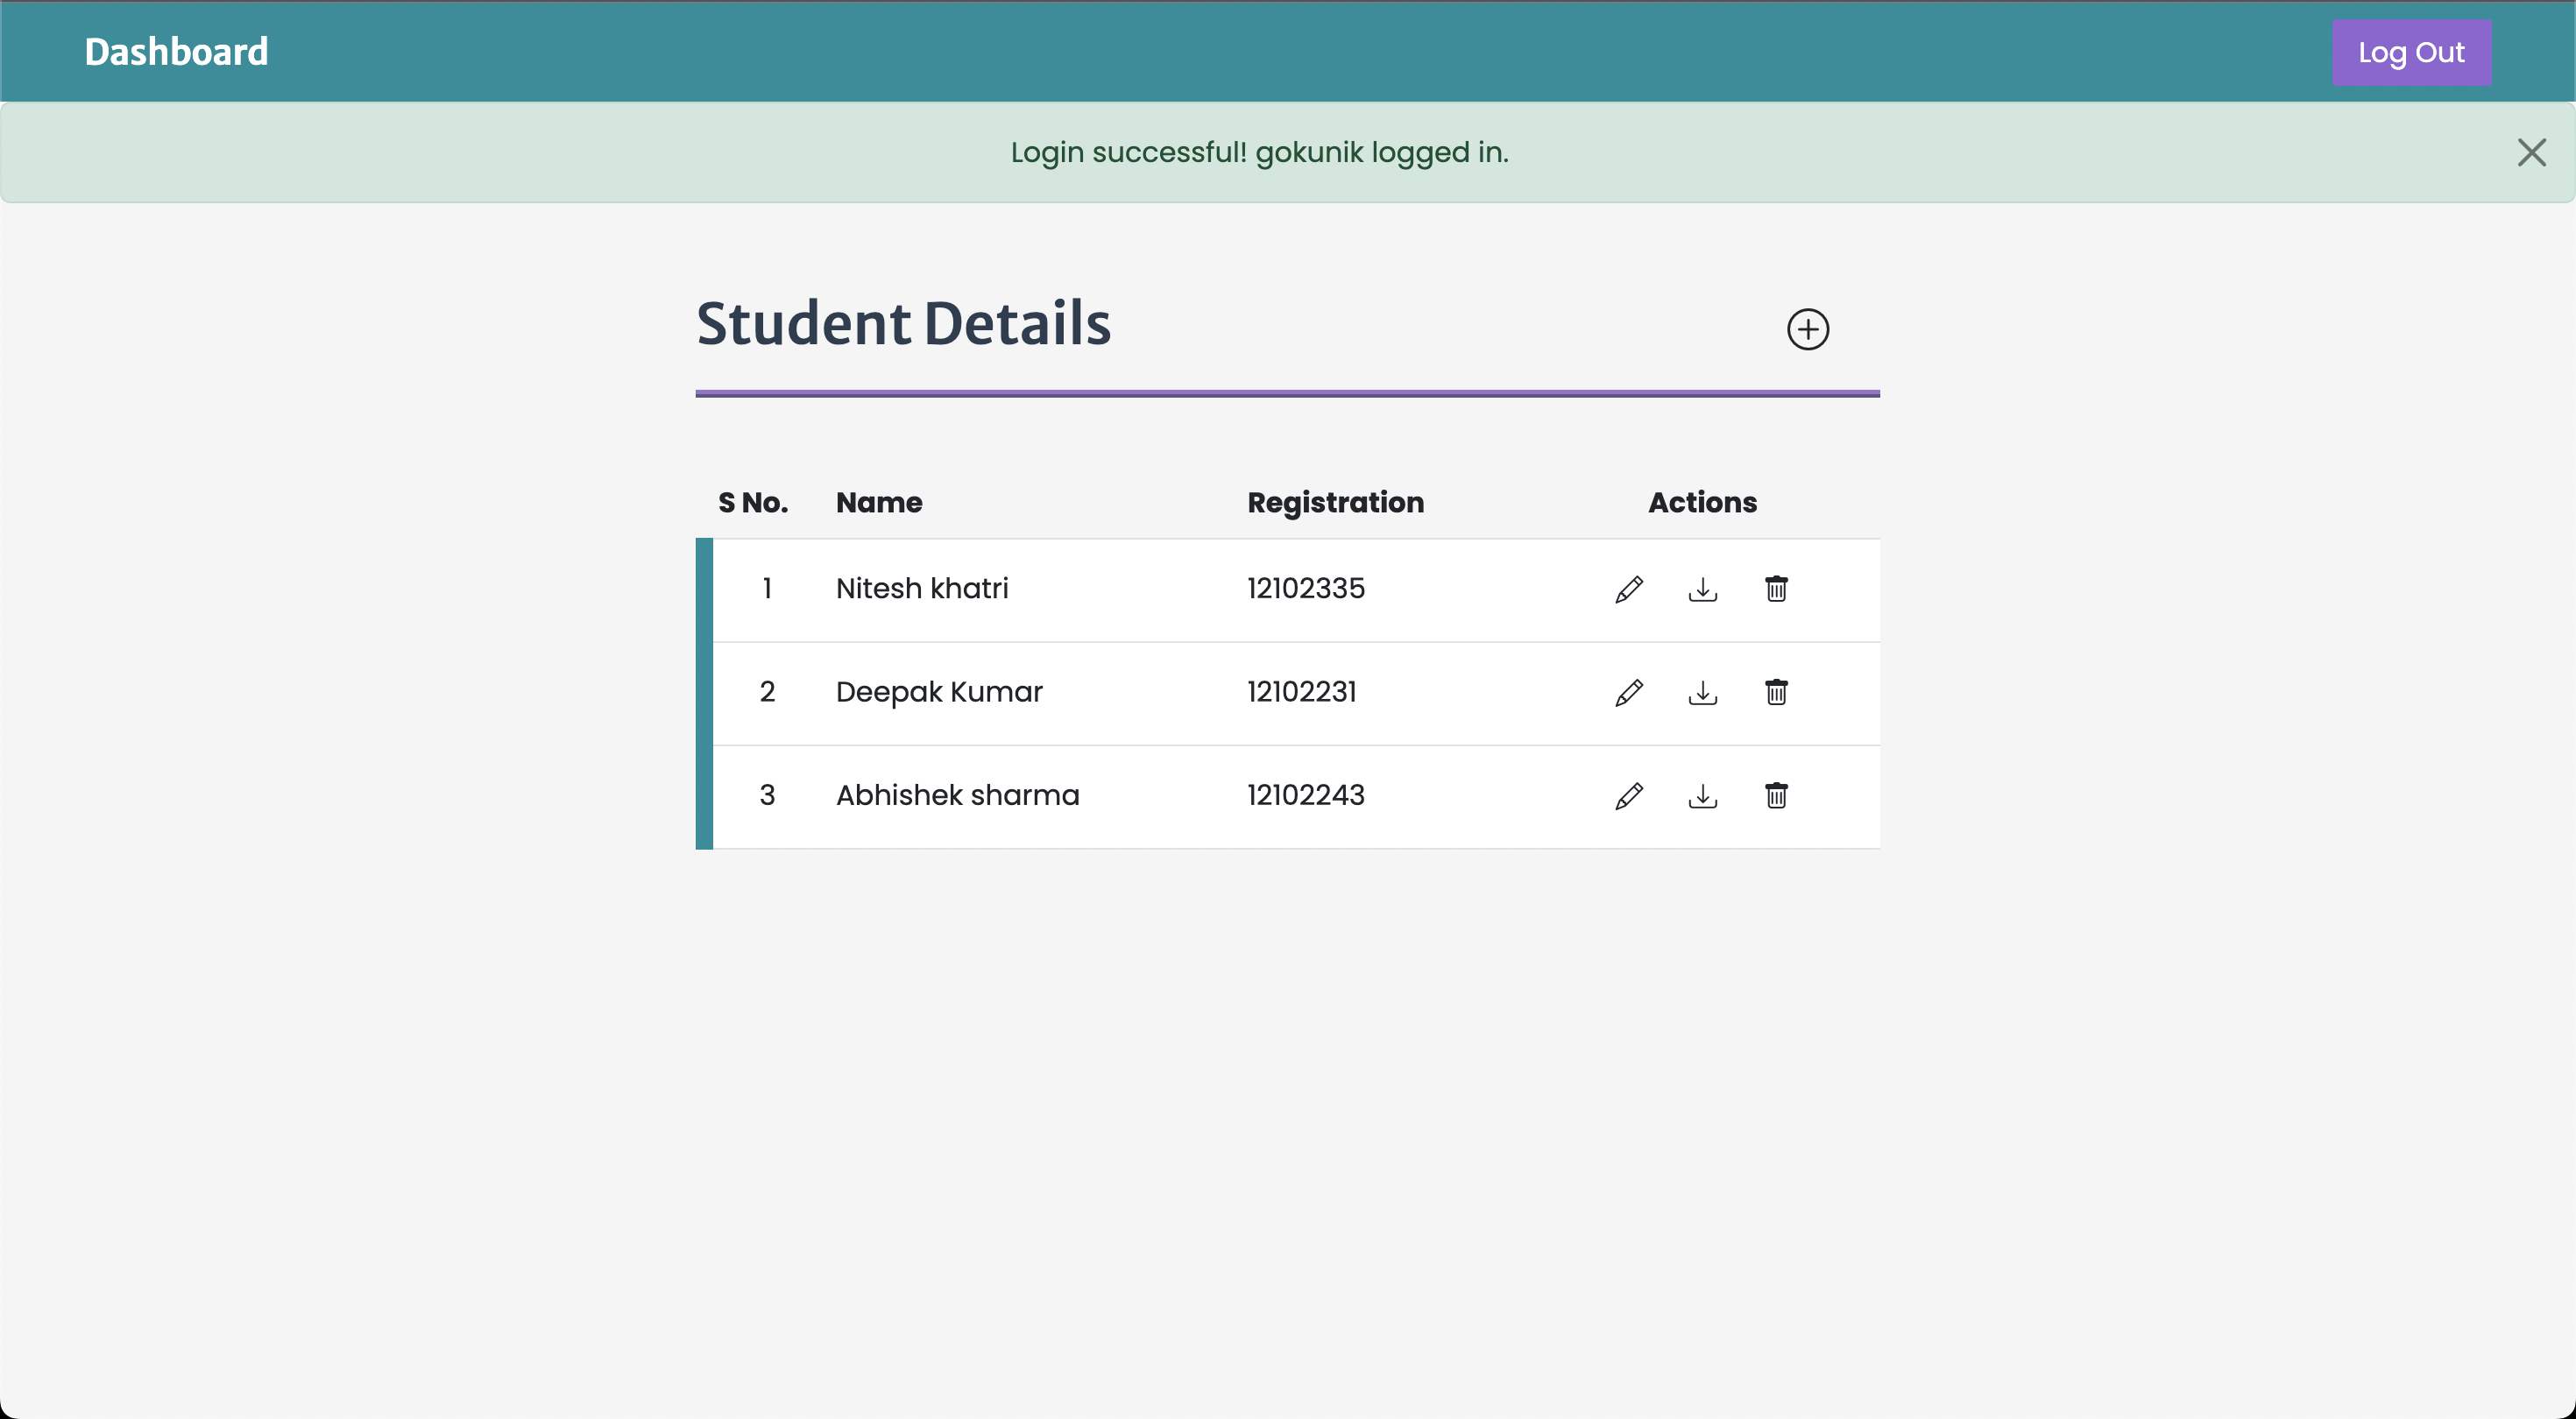 Dashboard
Log Out
Login successful! gokunik logged in.
Student Details
S No. Name Registration Actions
1 Nitesh khatri 12102335
2 Deepak Kumar 12102231
3 Abhishek sharma 12102243